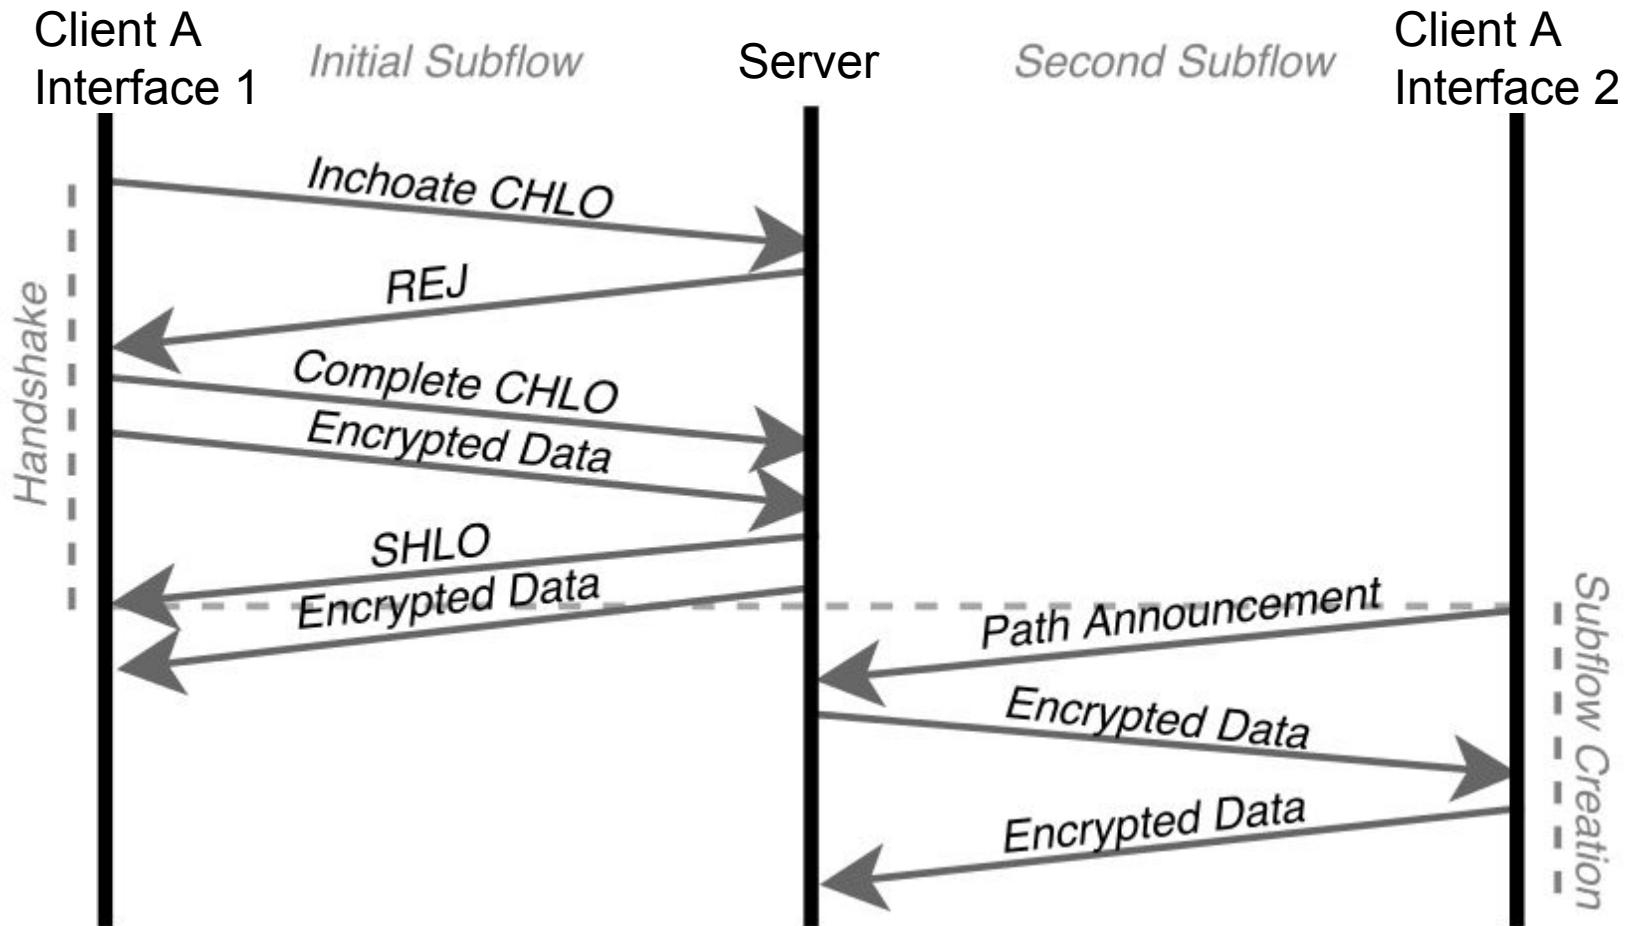 Client A
Interface 1
Initial Subflow
Server
Second Subflow
Client A
Interface 2
Handshake
Inchoate CHLO
REJ
Complete CHLO
Encrypted Data
SHLO
Encrypted Data
Path Announcement
Encrypted Data
Encrypted Data
Subflow Creation